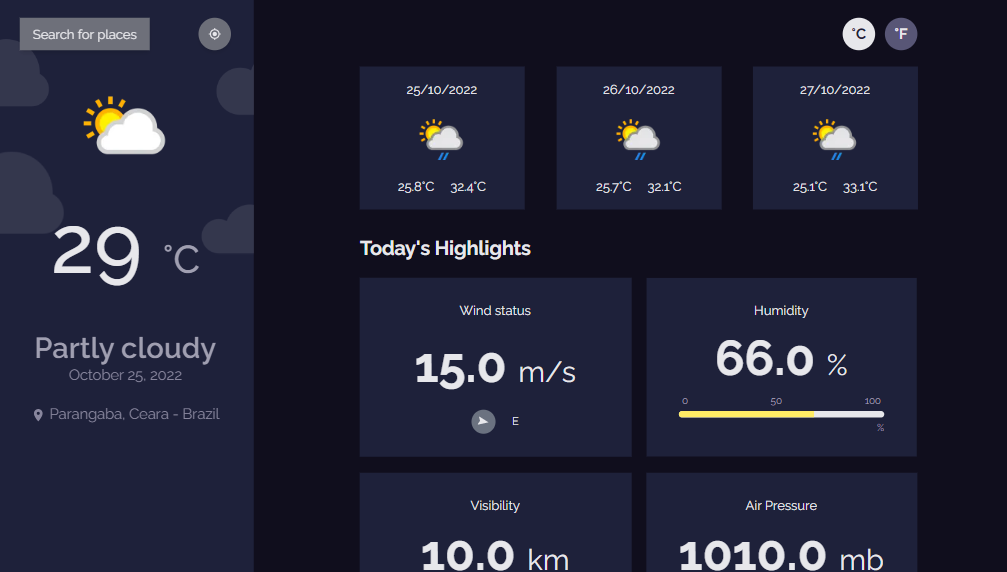 Search for places
29 °C
Partly cloudy
October 25, 2022
Parangaba, Ceara - Brazil
°C °F
25/10/2022
25.8°C 32.4°C
26/10/2022
25.7°C 32.1°C
27/10/2022
25.1°C 33.1°C
Today's Highlights
Wind status
15.0 m/s
E
Humidity
66.0 %
0 50 100
%
Visibility
10.0 km
Air Pressure
1010.0 mb